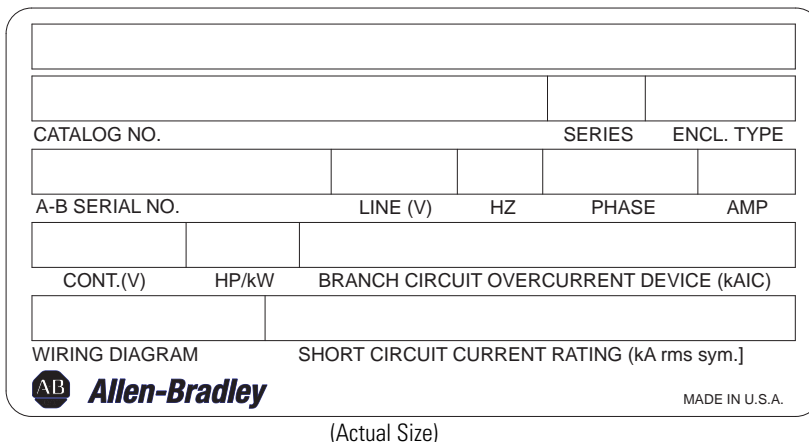 CATALOG NO. SERIES ENCL. TYPE
A-B SERIAL NO. LINE (V) HZ PHASE AMP
CONT.(V) HP/kW BRANCH CIRCUIT OVERCURRENT DEVICE (kAIC)
WIRING DIAGRAM SHORT CIRCUIT CURRENT RATING (kA rms sym.]
AB Allen-Bradley MADE IN U.S.A.
(Actual Size)